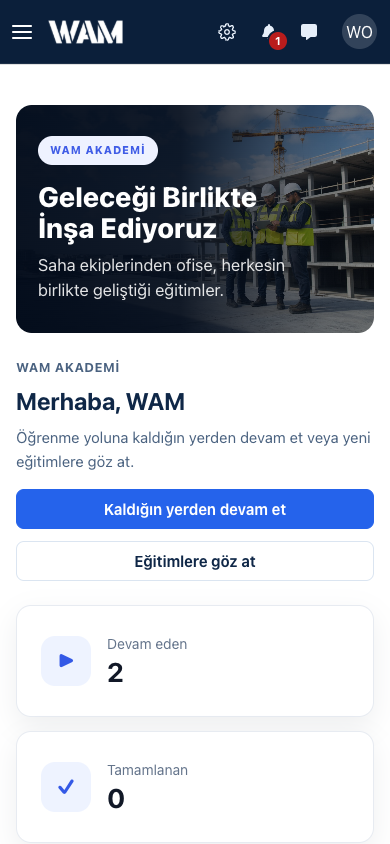 WAM
1
WO
WAM AKADEMİ
Geleceği Birlikte
İnşa Ediyoruz
Saha ekiplerinden ofise, herkesin
birlikte geliştiği eğitimler.
WAM AKADEMİ
Merhaba, WAM
Öğrenme yoluna kaldığın yerden devam et veya yeni
eğitimlere göz at.
Kaldığın yerden devam et
Eğitimlere göz at
Devam eden
2
Tamamlanan
0